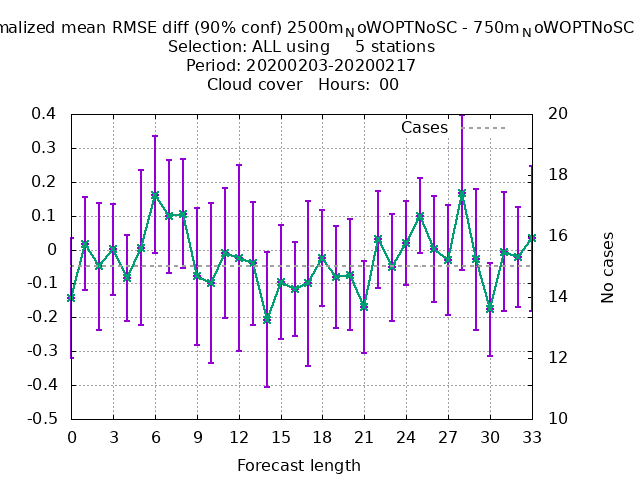 malized mean RMSE diff (90% conf) 2500mNoWOPTNoSC - 750mNoWOPTNoSC
Selection: ALL using 5 stations
Period: 20200203-20200217
Cloud cover Hours: 00
Cases
0.4
0.3
0.2
0.1
0
-0.1
-0.2
-0.3
-0.4
-0.5
20
18
16
14
12
10
No cases
0 3 6 9 12 15 18 21 24 27 30 33
Forecast length